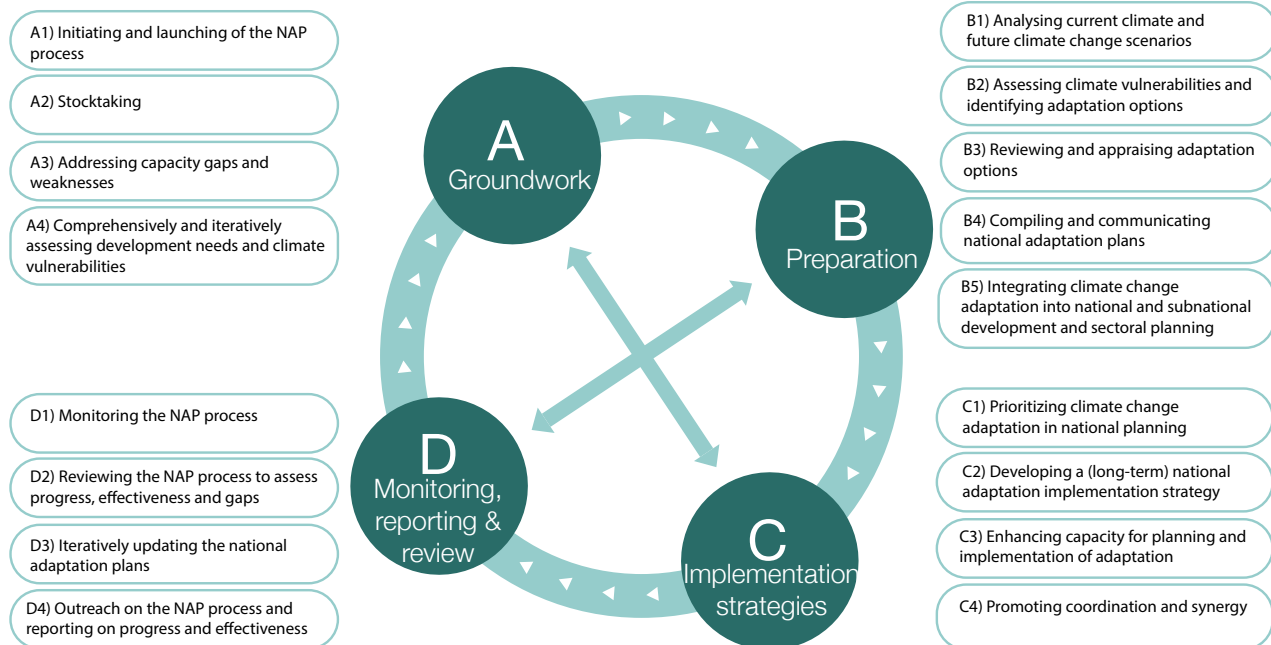 A1) Initiating and launching of the NAP
process
A2) Stocktaking
A3) Addressing capacity gaps and
weaknesses
A4) Comprehensively and iteratively
assessing development needs and climate
vulnerabilities
A
Groundwork
B
Preparation
B1) Analysing current climate and
future climate change scenarios
B2) Assessing climate vulnerabilities and
identifying adaptation options
B3) Reviewing and appraising adaptation
options
B4) Compiling and communicating
national adaptation plans
B5) Integrating climate change
adaptation into national and subnational
development and sectoral planning
D1) Monitoring the NAP process
D2) Reviewing the NAP process to assess
progress, effectiveness and gaps
D3) Iteratively updating the national
adaptation plans
D4) Outreach on the NAP process and
reporting on progress and effectiveness
D
Monitoring,
reporting &
review
C
Implementation
strategies
C1) Prioritizing climate change
adaptation in national planning
C2) Developing a (long-term) national
adaptation implementation strategy
C3) Enhancing capacity for planning and
implementation of adaptation
C4) Promoting coordination and synergy